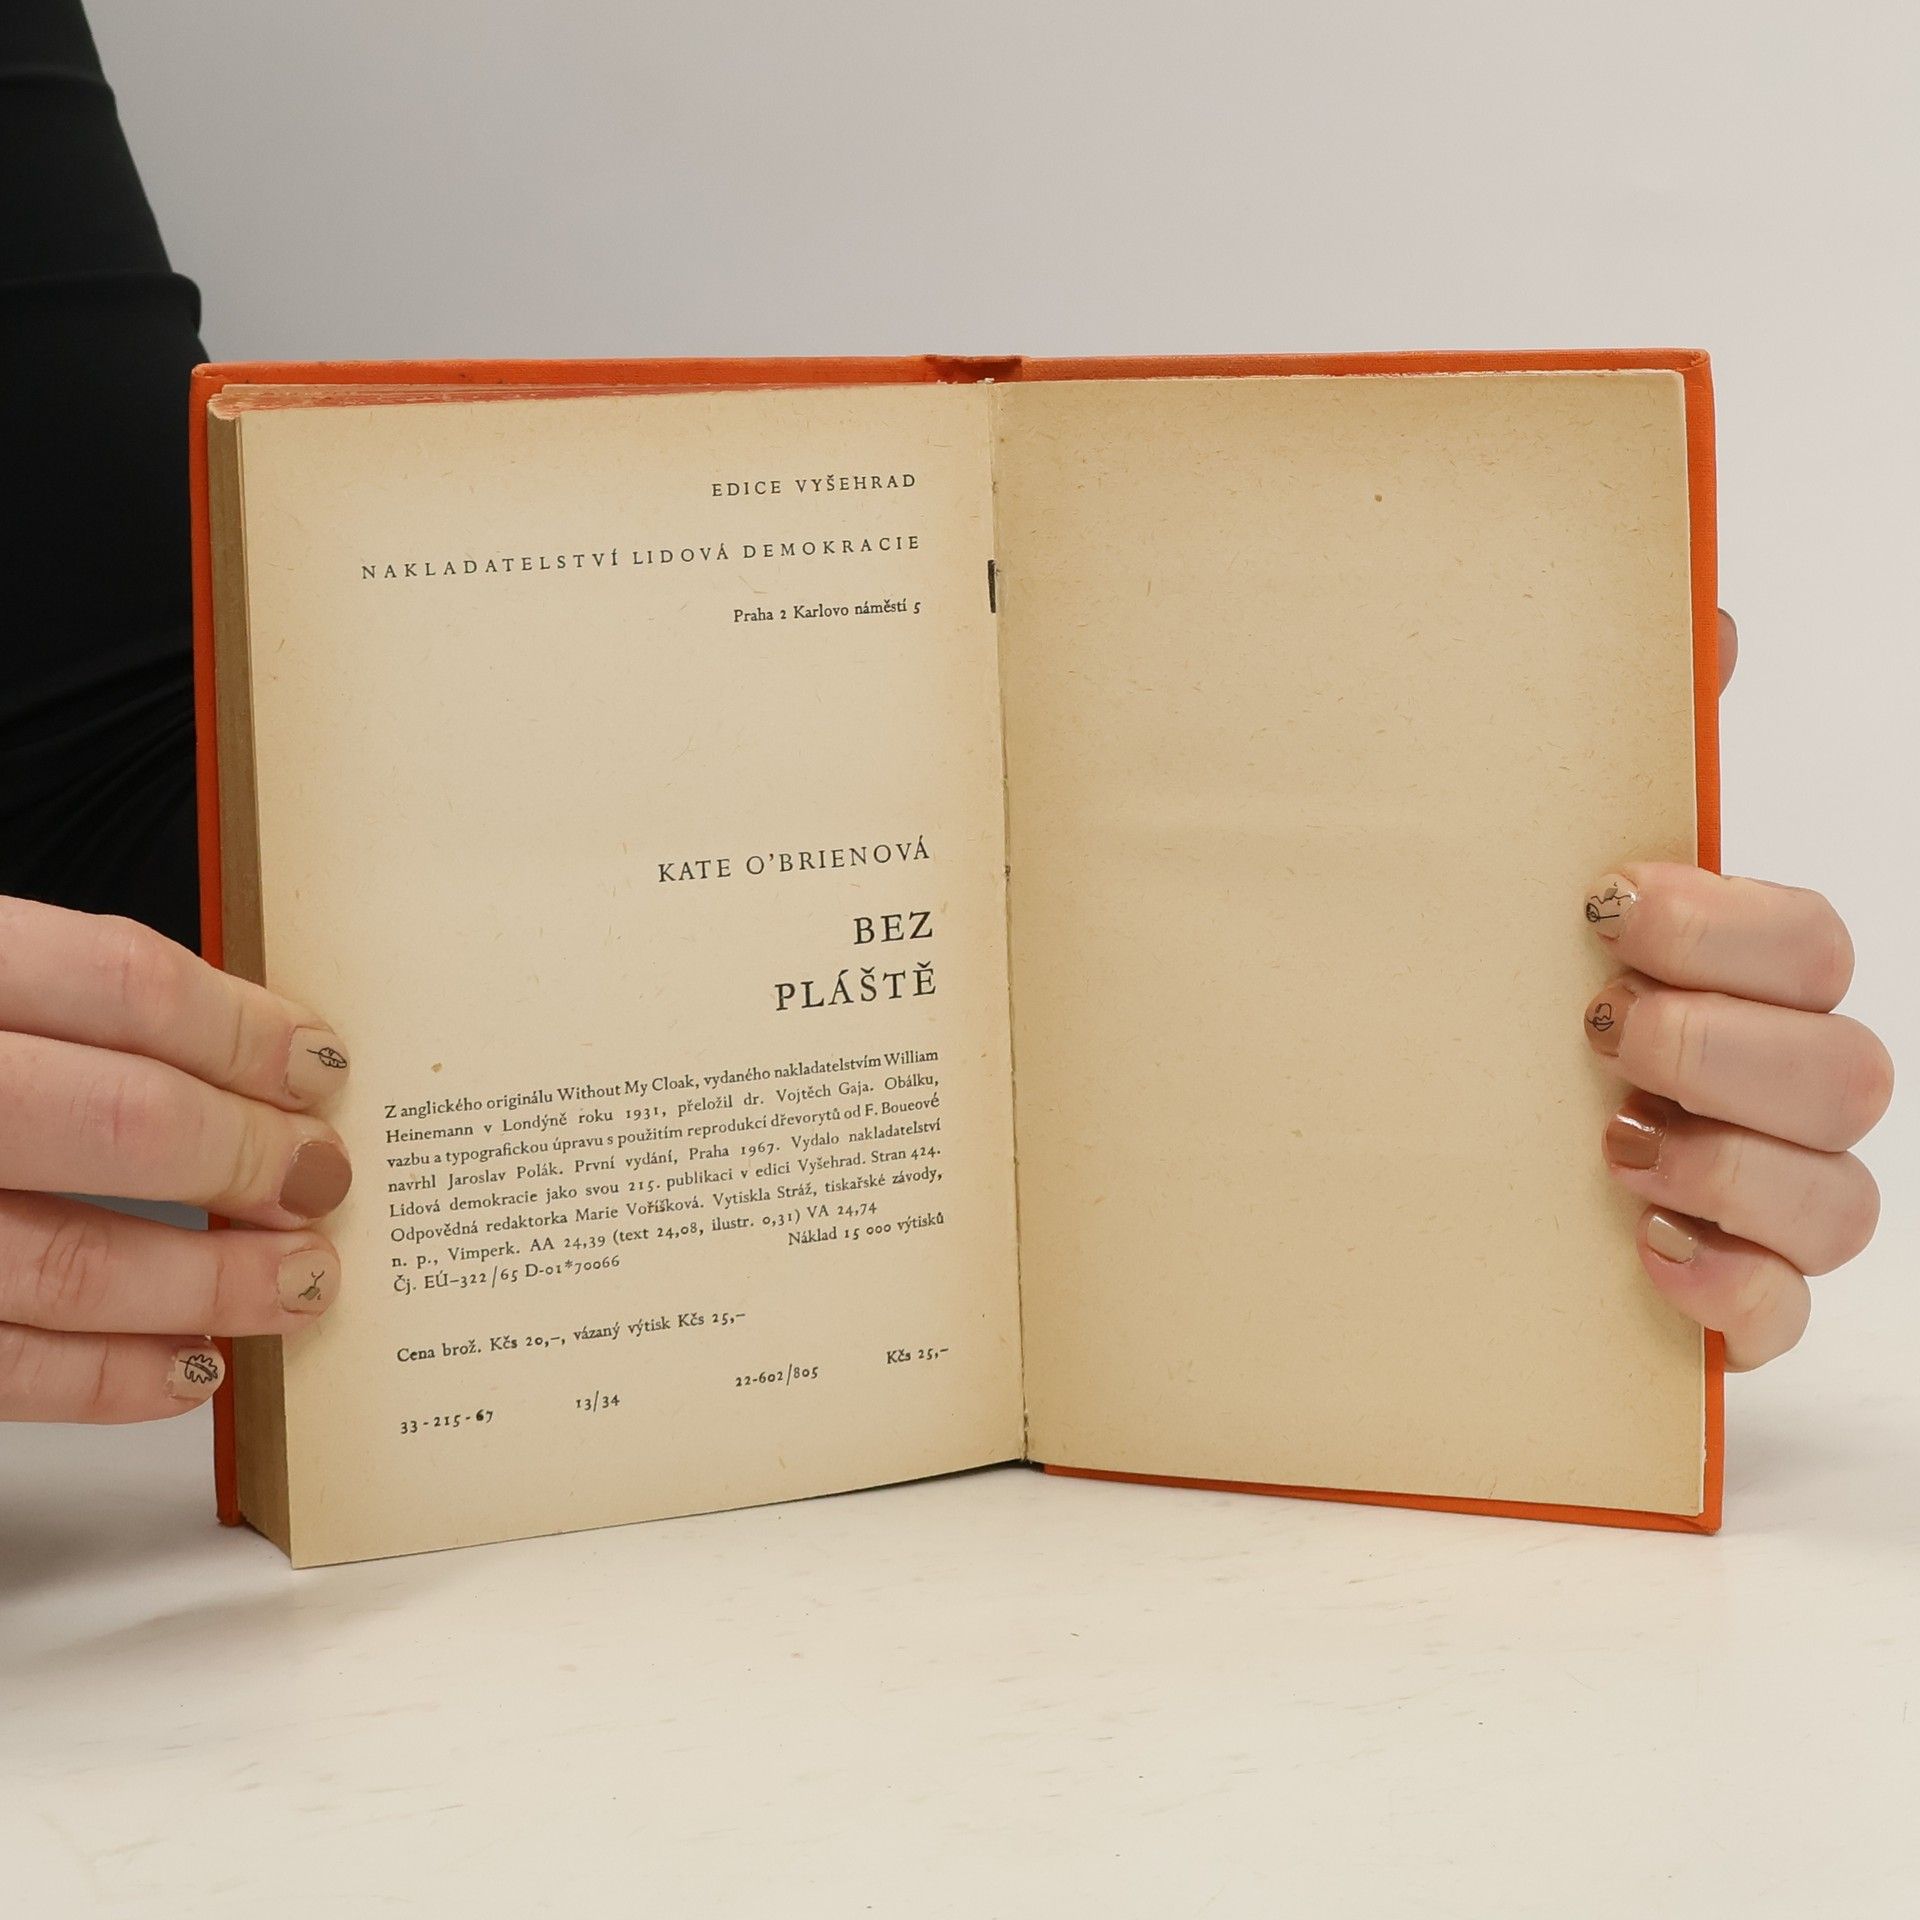 EDICE VYŠEHRAD
NAKLADATELSTVÍ LIDOVÁ DEMOKRACIE
Praha 2 Karlovo náměstí 5
KATE O’BRIENOVÁ
BEZ
PLÁŠTĚ
Z anglického originálu Without My Cloak, vydaného nakladatelstvím William
Heinemann v Londýně roku 1931, přeložil dr. Vojtěch Gaja. Obálku,
vazbu a typografickou úpravu s použitím reprodukcí dřevorytů od F. Boueové
navrhl Jaroslav Polák. První vydání, Praha 1967. Vydalo nakladatelství
Lidová demokracie jako svou 215. publikaci v edici Vyšehrad. Stran 424.
Odpovědná redaktorka Marie Voříšková. Vytiskla Stráž, tiskařské závody,
n. p., Vimperk. AA 24,39 (text 24,08, ilustr. 0,31) VA 24,74
Čj. EÚ–322/65 D-01*70066 Náklad 15 000 výtisků
Cena brož. Kčs 20,–, vázaný výtisk Kčs 25,–
33-215-67 13/34 22-602/805 Kčs 25,–